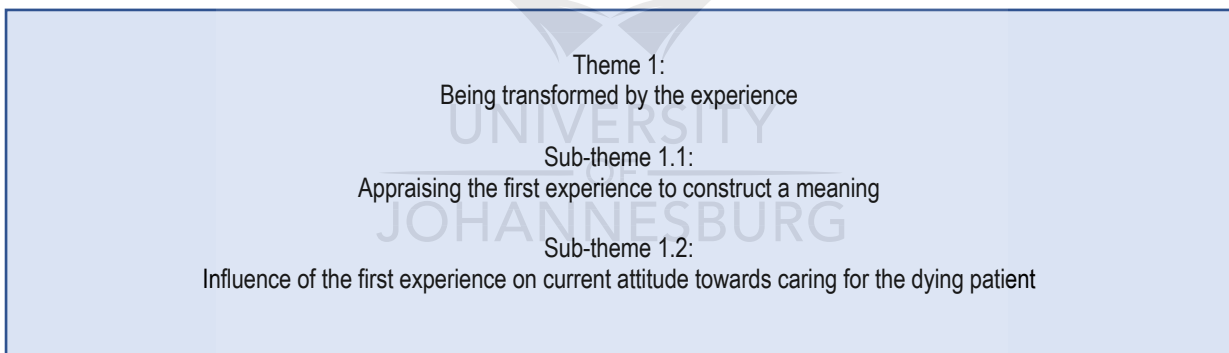 Theme 1:
Being transformed by the experience
UNIVERSITY
Sub-theme 1.1:
OF
Appraising the first experience to construct a meaning
JOHANNESBURG
Sub-theme 1.2:
Influence of the first experience on current attitude towards caring for the dying patient